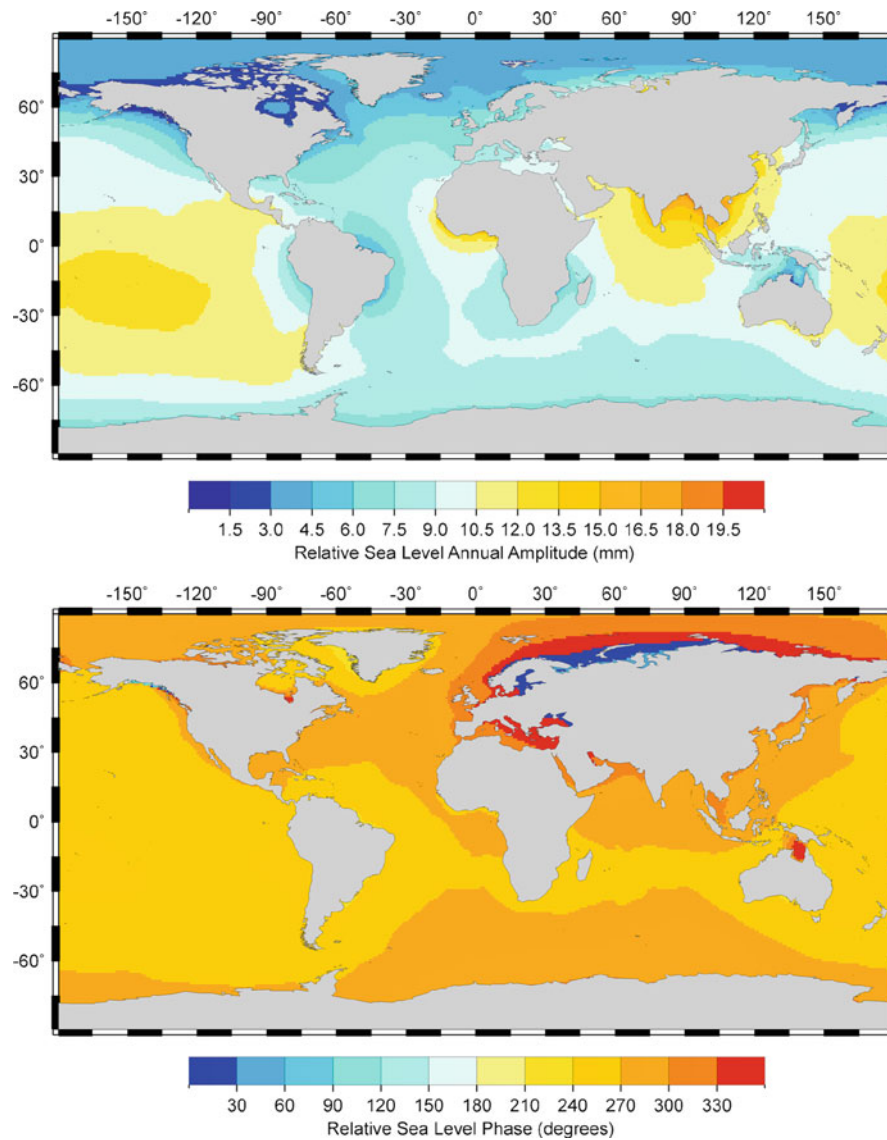 -150° -120° -90° -60° -30° 0° 30° 60° 90° 120° 150°
60°
30°
0°
-30°
-60°
1.5 3.0 4.5 6.0 7.5 9.0 10.5 12.0 13.5 15.0 16.5 18.0 19.5
Relative Sea Level Annual Amplitude (mm)
-150° -120° -90° -60° -30° 0° 30° 60° 90° 120° 150°
60°
30°
0°
-30°
-60°
30 60 90 120 150 180 210 240 270 300 330
Relative Sea Level Phase (degrees)